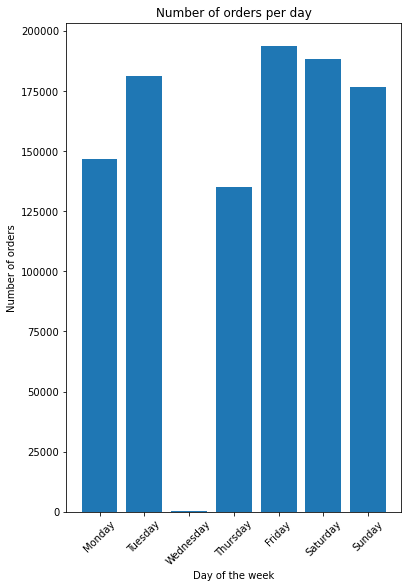 Number of orders per day
Number of orders
200000
175000
150000
125000
100000
75000
50000
25000
0
Monday
Tuesday
Wednesday
Thursday
Friday
Saturday
Sunday
Day of the week